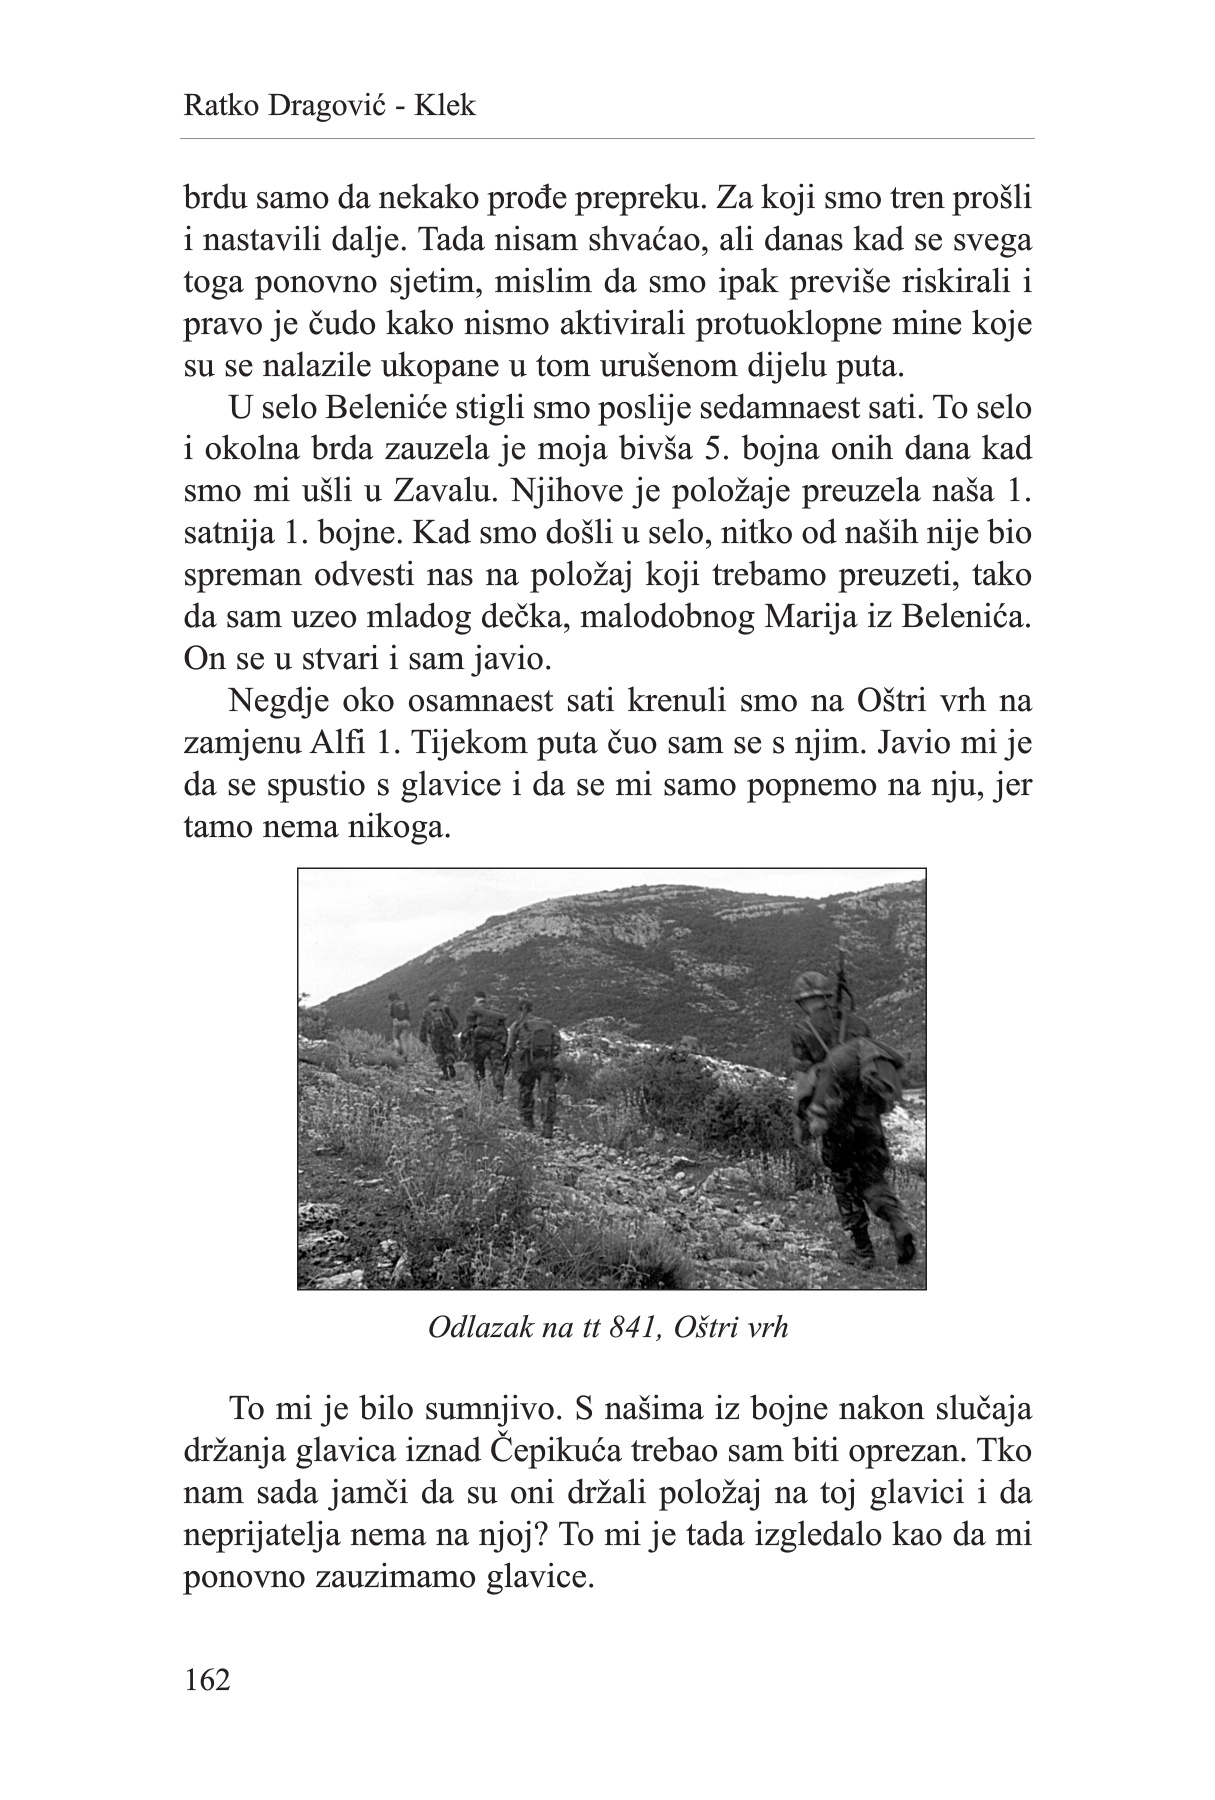 Ratko Dragović - Klek
brdu samo da nekako prođe prepreku. Za koji smo tren prošli
i nastavili dalje. Tada nisam shvaćao, ali danas kad se svega
toga ponovno sjetim, mislim da smo ipak previše riskirali i
pravo je čudo kako nismo aktivirali protuoklopne mine koje
su se nalazile ukopane u tom urušenom dijelu puta.
U selo Beleniće stigli smo poslije sedamnaest sati. To selo
i okolna brda zauzela je moja bivša 5. bojna onih dana kad
smo mi ušli u Zavalu. Njihove je položaje preuzela naša 1.
satnija 1. bojne. Kad smo došli u selo, nitko od naših nije bio
spreman odvesti nas na položaj koji trebamo preuzeti, tako
da sam uzeo mladog dečka, malodobnog Marija iz Belenića.
On se u stvari i sam javio.
Negdje oko osamnaest sati krenuli smo na Oštri vrh na
zamjenu Alfi 1. Tijekom puta čuo sam se s njim. Javio mi je
da se spustio s glavice i da se mi samo popnemo na nju, jer
tamo nema nikoga.
Odlazak na tt 841, Oštri vrh
To mi je bilo sumnjivo. S našima iz bojne nakon slučaja
držanja glavica iznad Čepikuća trebao sam biti oprezan. Tko
nam sada jamči da su oni držali položaj na toj glavici i da
neprijatelja nema na njoj? To mi je tada izgledalo kao da mi
ponovno zauzimamo glavice.
162